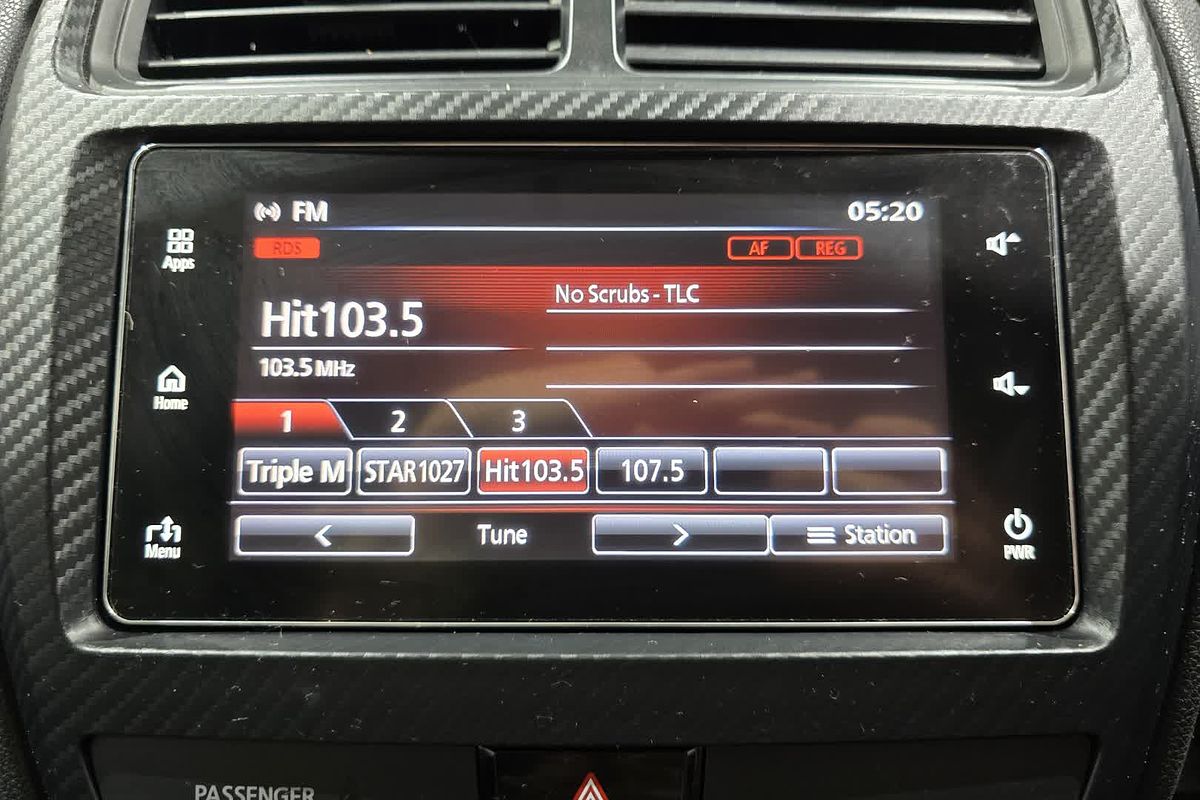 FM
05:20
RDS
AF
REG
Apps
No Scrubs - TLC
Hit103.5
103.5 MHz
Home
1
2
3
Triple M
STAR1027
Hit103.5
107.5
Menu
<
Tune
>
Station
PWR
PASSENGER